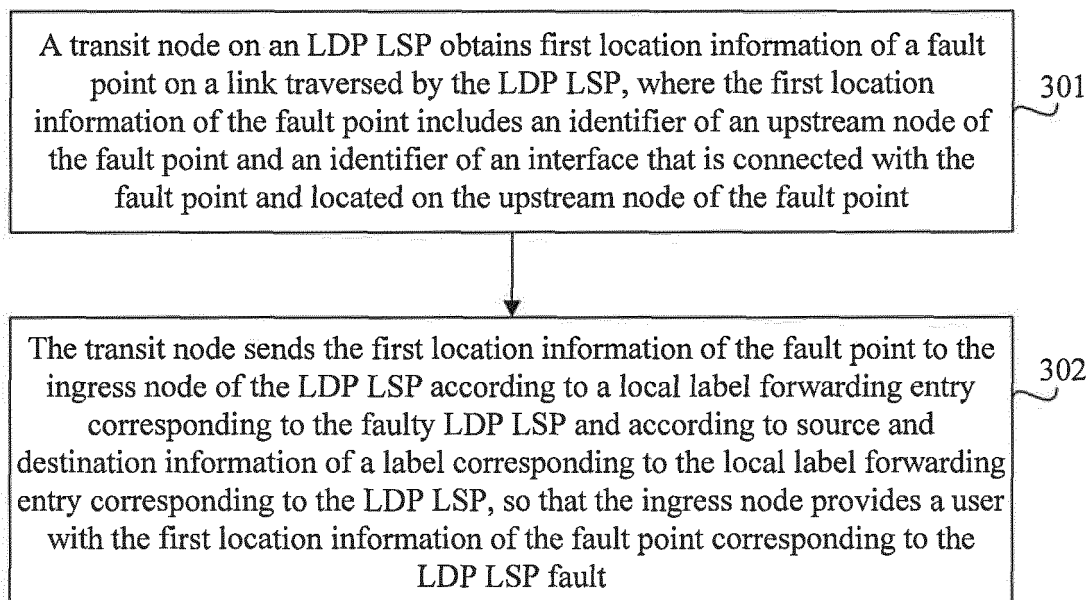 A transit node on an LDP LSP obtains first location information of a fault
point on a link traversed by the LDP LSP, where the first location
information of the fault point includes an identifier of an upstream node of
the fault point and an identifier of an interface that is connected with the
fault point and located on the upstream node of the fault point
301
The transit node sends the first location information of the fault point to the
ingress node of the LDP LSP according to a local label forwarding entry
corresponding to the faulty LDP LSP and according to source and
destination information of a label corresponding to the local label forwarding
entry corresponding to the LDP LSP, so that the ingress node provides a user
with the first location information of the fault point corresponding to the
LDP LSP fault
302